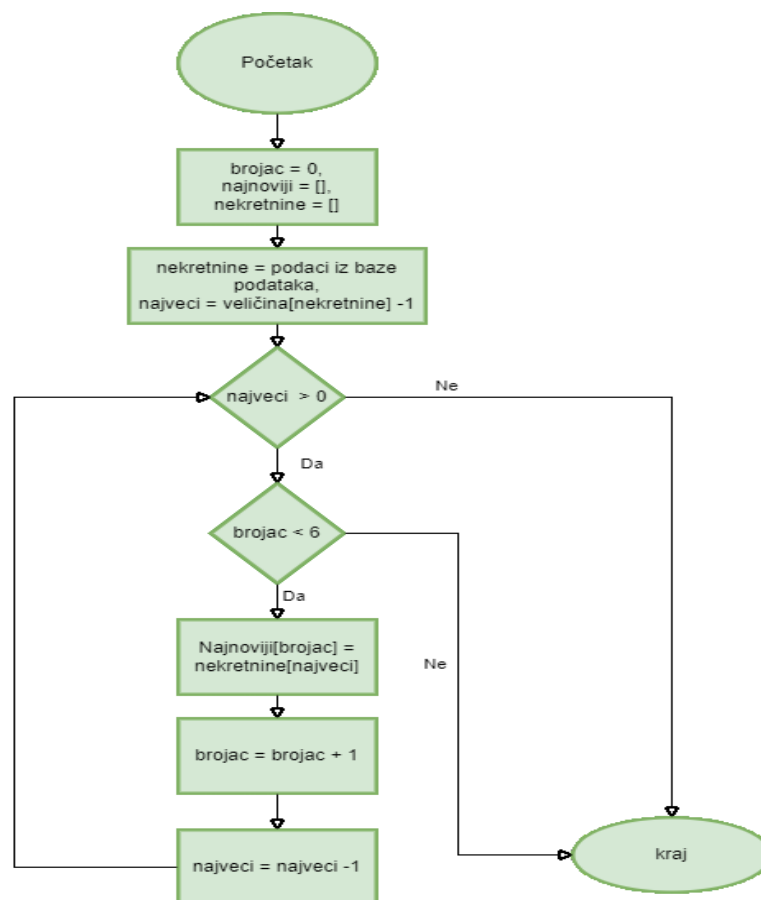 Početak
brojac = 0,
najnoviji = [],
nekretnine = []
nekretnine = podaci iz baze
podataka,
najveci = veličina[nekretnine] -1
najveci > 0
Ne
Da
brojac < 6
Da
Najnoviji[brojac] =
nekretnine[najveci]
Ne
brojac = brojac + 1
najveci = najveci -1
kraj